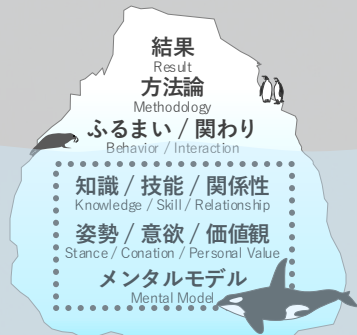 結果
Result
方法論
Methodology
ふるまい / 関わり
Behavior / Interaction
知識 / 技能 / 関係性
Knowledge / Skill / Relationship
姿勢 / 意欲 / 価値観
Stance / Conation / Personal Value
メンタルモデル
Mental Model